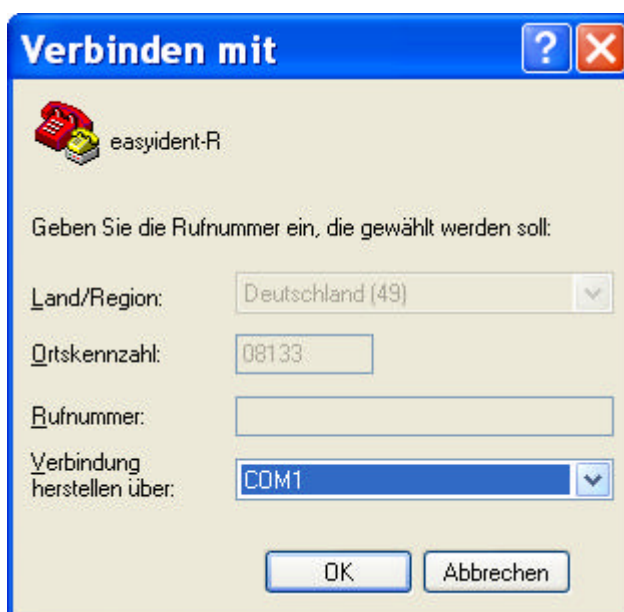 Verbinden mit
easyident-R
Geben Sie die Rufnummer ein, die gewählt werden soll:
Land/Region: Deutschland (49)
Ortskennzahl: 08133
Rufnummer:
Verbindung
herstellen über: COM1
OK Abbrechen